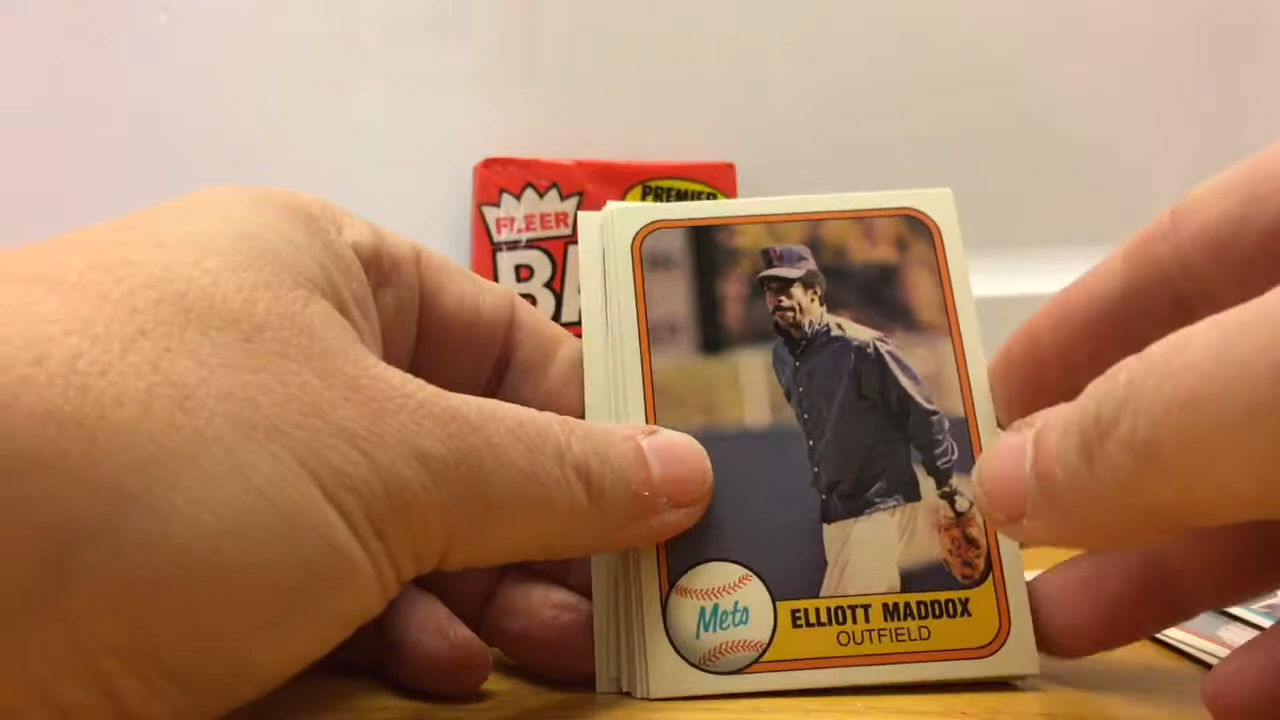 PREMIER
FLEER
BA
Mets
ELLIOTT MADDOX
OUTFIELD